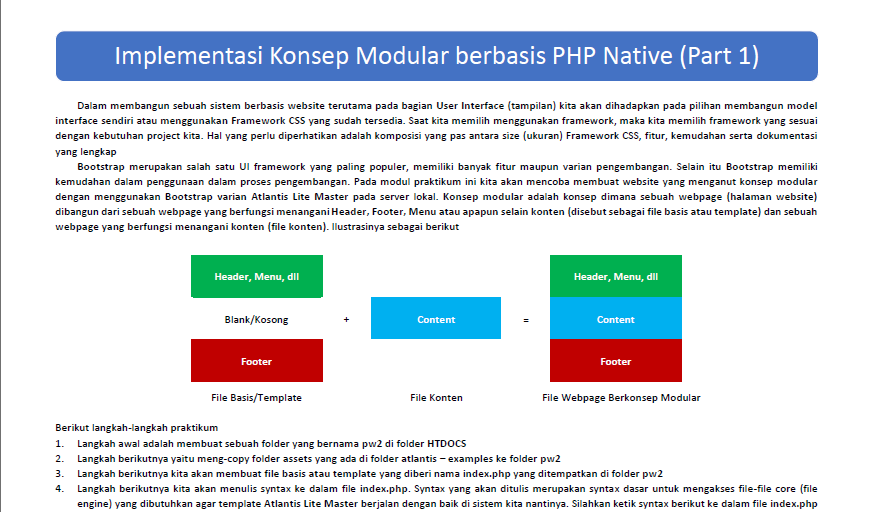 Implementasi Konsep Modular berbasis PHP Native (Part 1)
Dalam membangun sebuah sistem berbasis website terutama pada bagian User Interface (tampilan) kita akan dihadapkan pada pilihan membangun model
interface sendiri atau menggunakan Framework CSS yang sudah tersedia. Saat kita memilih menggunakan framework, maka kita memilih framework yang sesuai
dengan kebutuhan project kita. Hal yang perlu diperhatikan adalah komposisi yang pas antara size (ukuran) Framework CSS, fitur, kemudahan serta dokumentasi
yang lengkap
Bootstrap merupakan salah satu UI framework yang paling populer, memiliki banyak fitur maupun varian pengembangan. Selain itu Bootstrap memiliki
kemudahan dalam penggunaan dalam proses pengembangan. Pada modul praktikum ini kita akan mencoba membuat website yang menganut konsep modular
dengan menggunakan Bootstrap varian Atlantis Lite Master pada server lokal. Konsep modular adalah konsep dimana sebuah webpage (halaman website)
dibangun dari sebuah webpage yang berfungsi menangani Header, Footer, Menu atau apapun selain konten (disebut sebagai file basis atau template) dan sebuah
webpage yang berfungsi menangani konten (file konten). Ilustrasinya sebagai berikut
Header, Menu, dll Header, Menu, dll
Blank/Kosong + Content = Content
Footer Footer
File Basis/Template File Konten File Webpage Berkonsep Modular
Berikut langkah-langkah praktikum
1. Langkah awal adalah membuat sebuah folder yang bernama pw2 di folder HTDOCS
2. Langkah berikutnya yaitu meng-copy folder assets yang ada di folder atlantis – examples ke folder pw2
3. Langkah berikutnya kita akan membuat file basis atau template yang diberi nama index.php yang ditempatkan di folder pw2
4. Langkah berikutnya kita akan menulis syntax ke dalam file index.php. Syntax yang akan ditulis merupakan syntax dasar untuk mengakses file-file core (file
engine) yang dibutuhkan agar template Atlantis Lite Master berjalan dengan baik di sistem kita nantinya. Silahkan ketik syntax berikut ke dalam file index.php